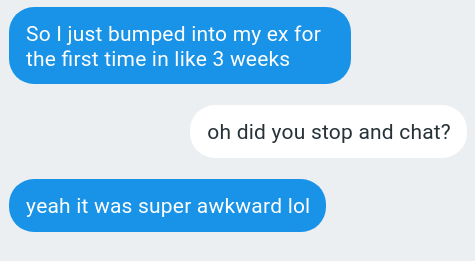 So I just bumped into my ex for
the first time in like 3 weeks
oh did you stop and chat?
yeah it was super awkward lol